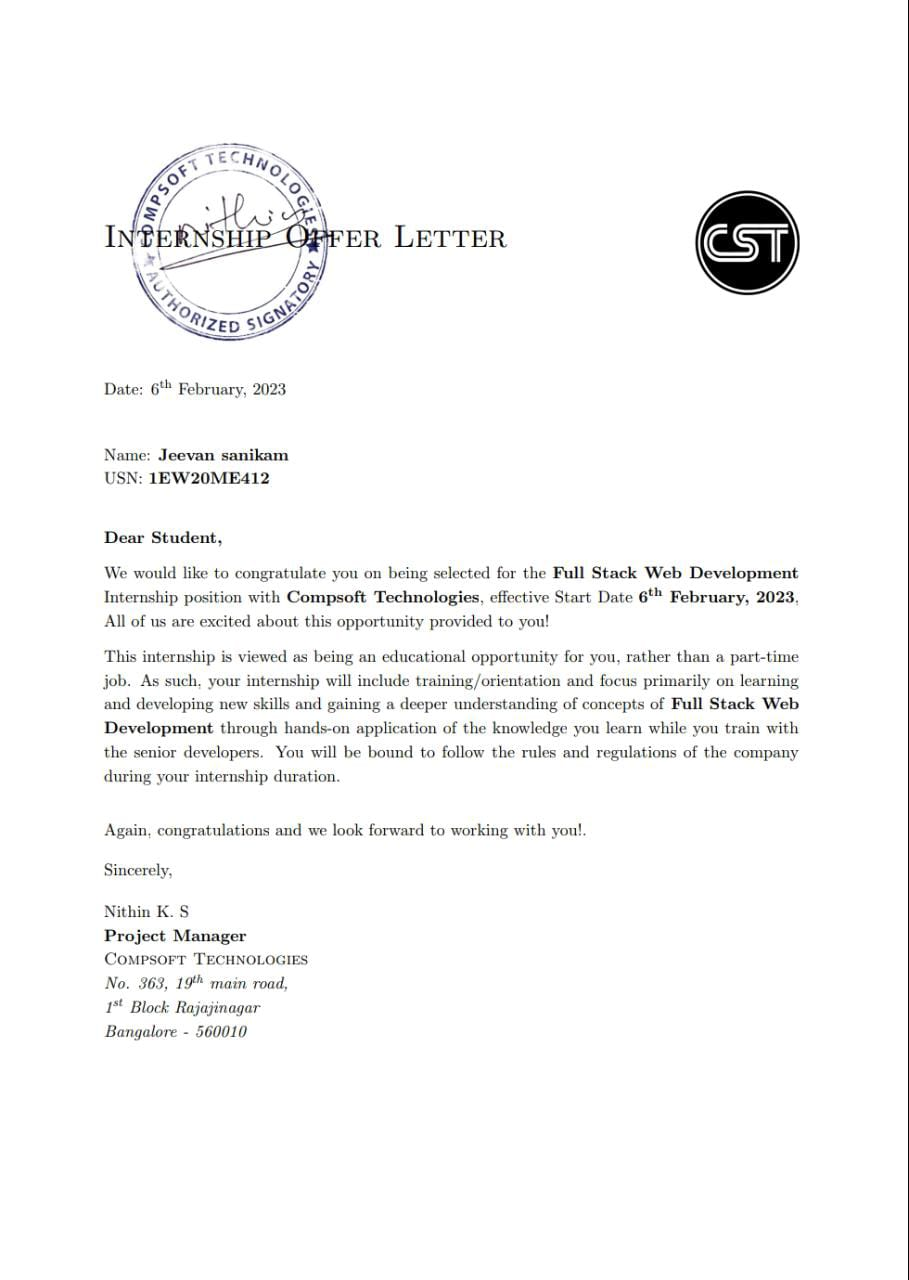 COMPSOFT TECHNOLOGIES
AUTHORIZED SIGNATORY
Nithin
INTERNSHIP OFFER LETTER
CST
Date: 6th February, 2023
Name: Jeevan sanikam
USN: 1EW20ME412
Dear Student,
We would like to congratulate you on being selected for the Full Stack Web Development
Internship position with Compsoft Technologies, effective Start Date 6th February, 2023,
All of us are excited about this opportunity provided to you!
This internship is viewed as being an educational opportunity for you, rather than a part-time
job. As such, your internship will include training/orientation and focus primarily on learning
and developing new skills and gaining a deeper understanding of concepts of Full Stack Web
Development through hands-on application of the knowledge you learn while you train with
the senior developers. You will be bound to follow the rules and regulations of the company
during your internship duration.
Again, congratulations and we look forward to working with you!.
Sincerely,
Nithin K. S
Project Manager
COMPSOFT TECHNOLOGIES
No. 363, 19th main road,
1st Block Rajajinagar
Bangalore - 560010